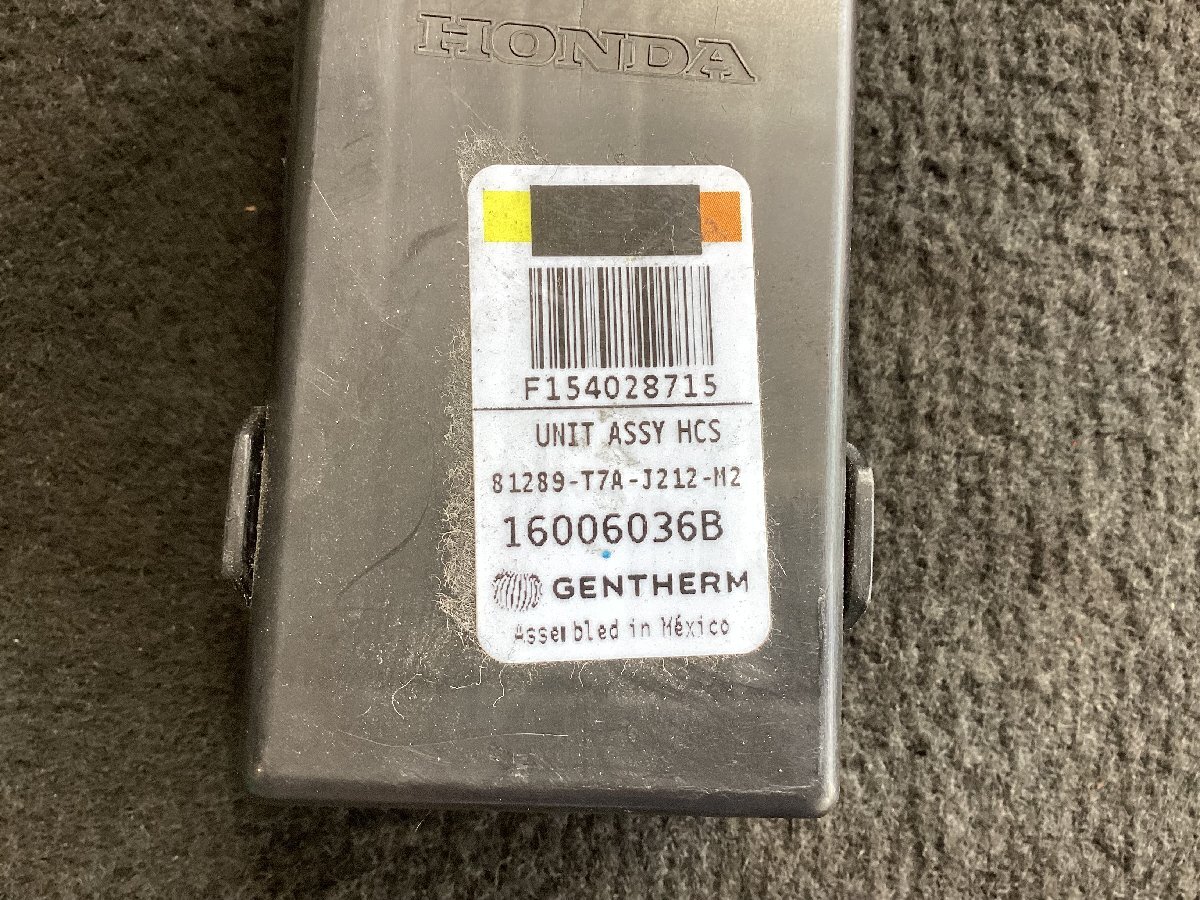 HONDA
F154028715
UNIT ASSY HCS
81289-T7A-J212-M2
16006036B
GENTHERM
Assembled in México